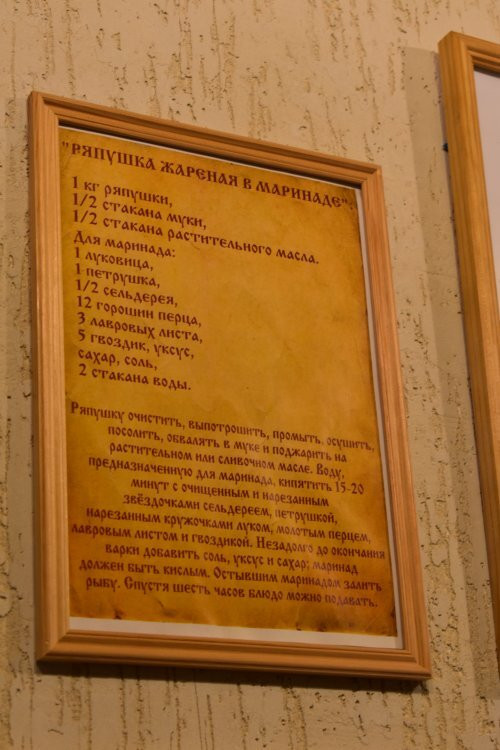 "Ряпушка жареная в маринаде".
1 кг ряпушки,
1/2 стакана муки,
1/2 стакана растительного масла.
Для маринада:
1 луковица,
1 петрушка,
1/2 сельдерея,
12 горошин перца,
3 лавровых листа,
5 гвоздик, уксус,
сахар, соль,
2 стакана воды.
Ряпушку очистить, выпотрошить, промыть, осушить,
посолить, обвалять в муке и поджарить на
растительном или сливочном масле. Воду,
предназначенную для маринада, кипятить 15-20
минут с очищенным и нарезанным
звёздочками сельдереем, петрушкой,
нарезанным кружочками луком, молотым перцем,
лавровым листом и гвоздикой. Незадолго до окончания
варки добавить соль, уксус и сахар; маринад
должен быть кислым. Остывшим маринадом залить
рыбу. Спустя шесть часов блюдо можно подавать.